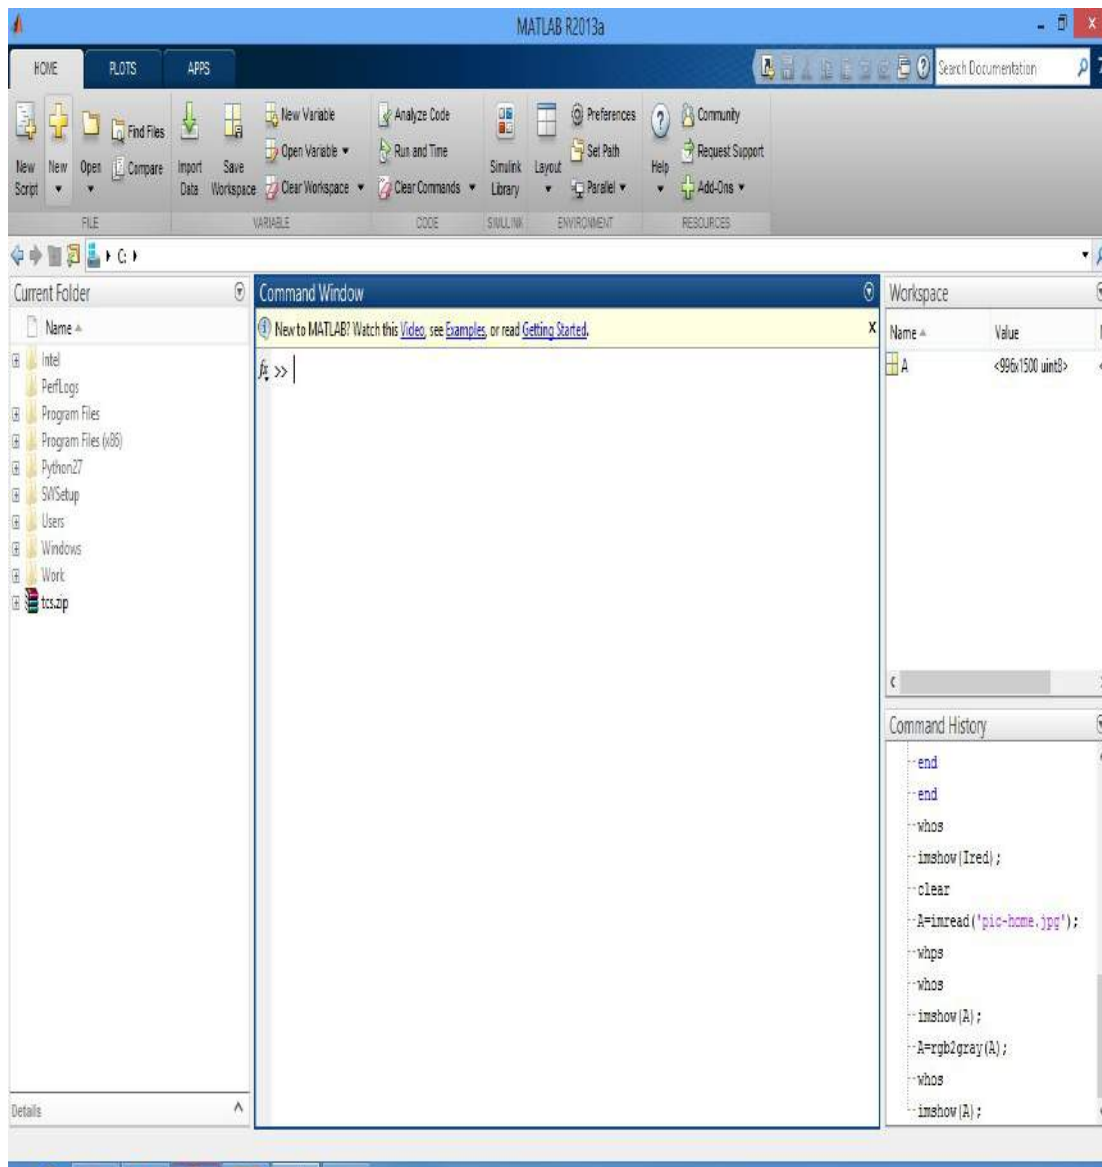 MATLAB R2013a
HOME PLOTS APPS
Search Documentation
New Script
New
Open
Find Files
Compare
Import Data
Save Workspace
New Variable
Open Variable
Clear Workspace
Analyze Code
Run and Time
Clear Commands
Simulink Library
Layout
Preferences
Set Path
Parallel
Help
Community
Request Support
Add-Ons
FILE VARIABLE CODE SIMULINK ENVIRONMENT RESOURCES
C:
Current Folder
Name
Intel
PerfLogs
Program Files
Program Files (x86)
Python27
SWSetup
Users
Windows
Work
tcs.zip
Details
Command Window
New to MATLAB? Watch this Video, see Examples, or read Getting Started.
fx >>
Workspace
Name Value
A <996x1500 uint8>
Command History
end
end
whos
imshow(Ired);
clear
A=imread('pic-home.jpg');
whps
whos
imshow(A);
A=rgb2gray(A);
whos
imshow(A);